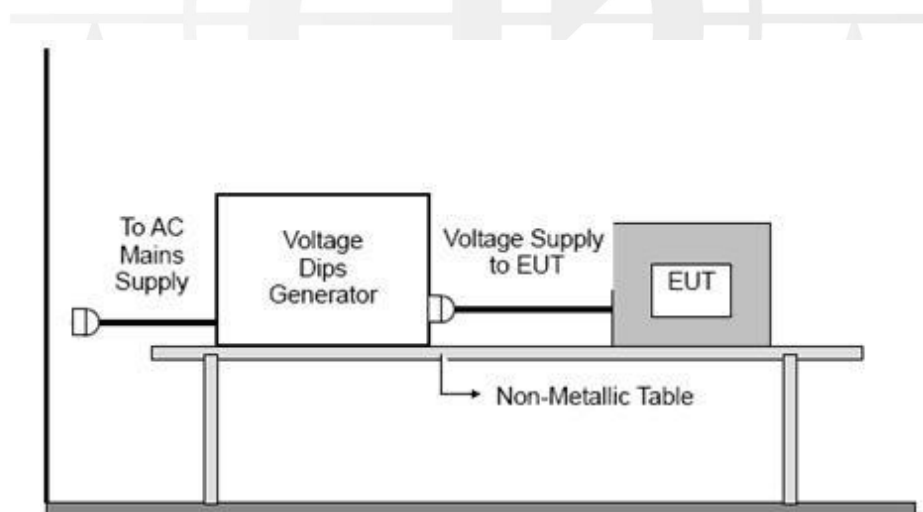 To AC
Mains
Supply
Voltage
Dips
Generator
Voltage Supply
to EUT
EUT
Non-Metallic Table